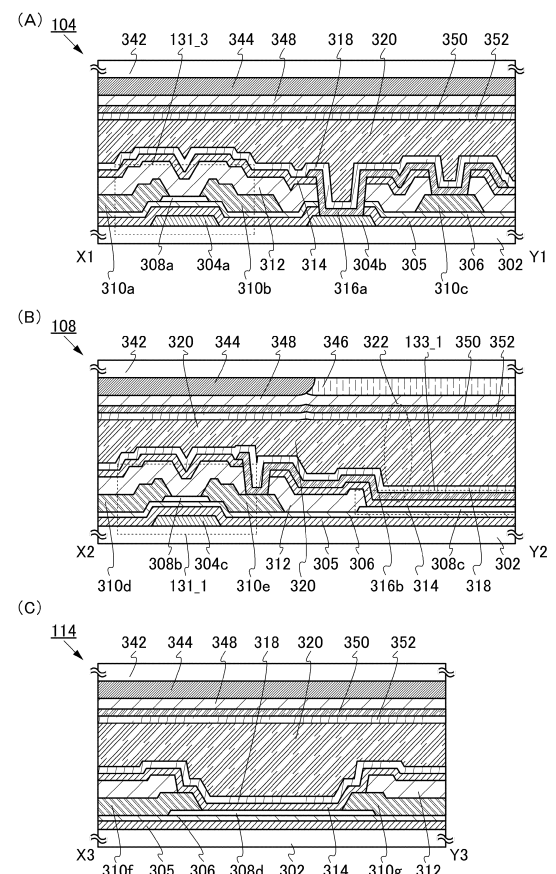 (A)
104
342 131_3 344 348 318 320 350 352
X1 Y1
308a 304a 312 314 304b 305 306 302
310a 310b 316a 310c
(B)
108
342 320 344 348 346 322 133_1 350 352
X2 Y2
308b 304c 312 305 306 314 308c 302
310d 131_1 310e 320 316b 318
(C)
114
342 344 348 318 320 350 352
X3 Y3
310f 305 306 308d 302 314 310g 312